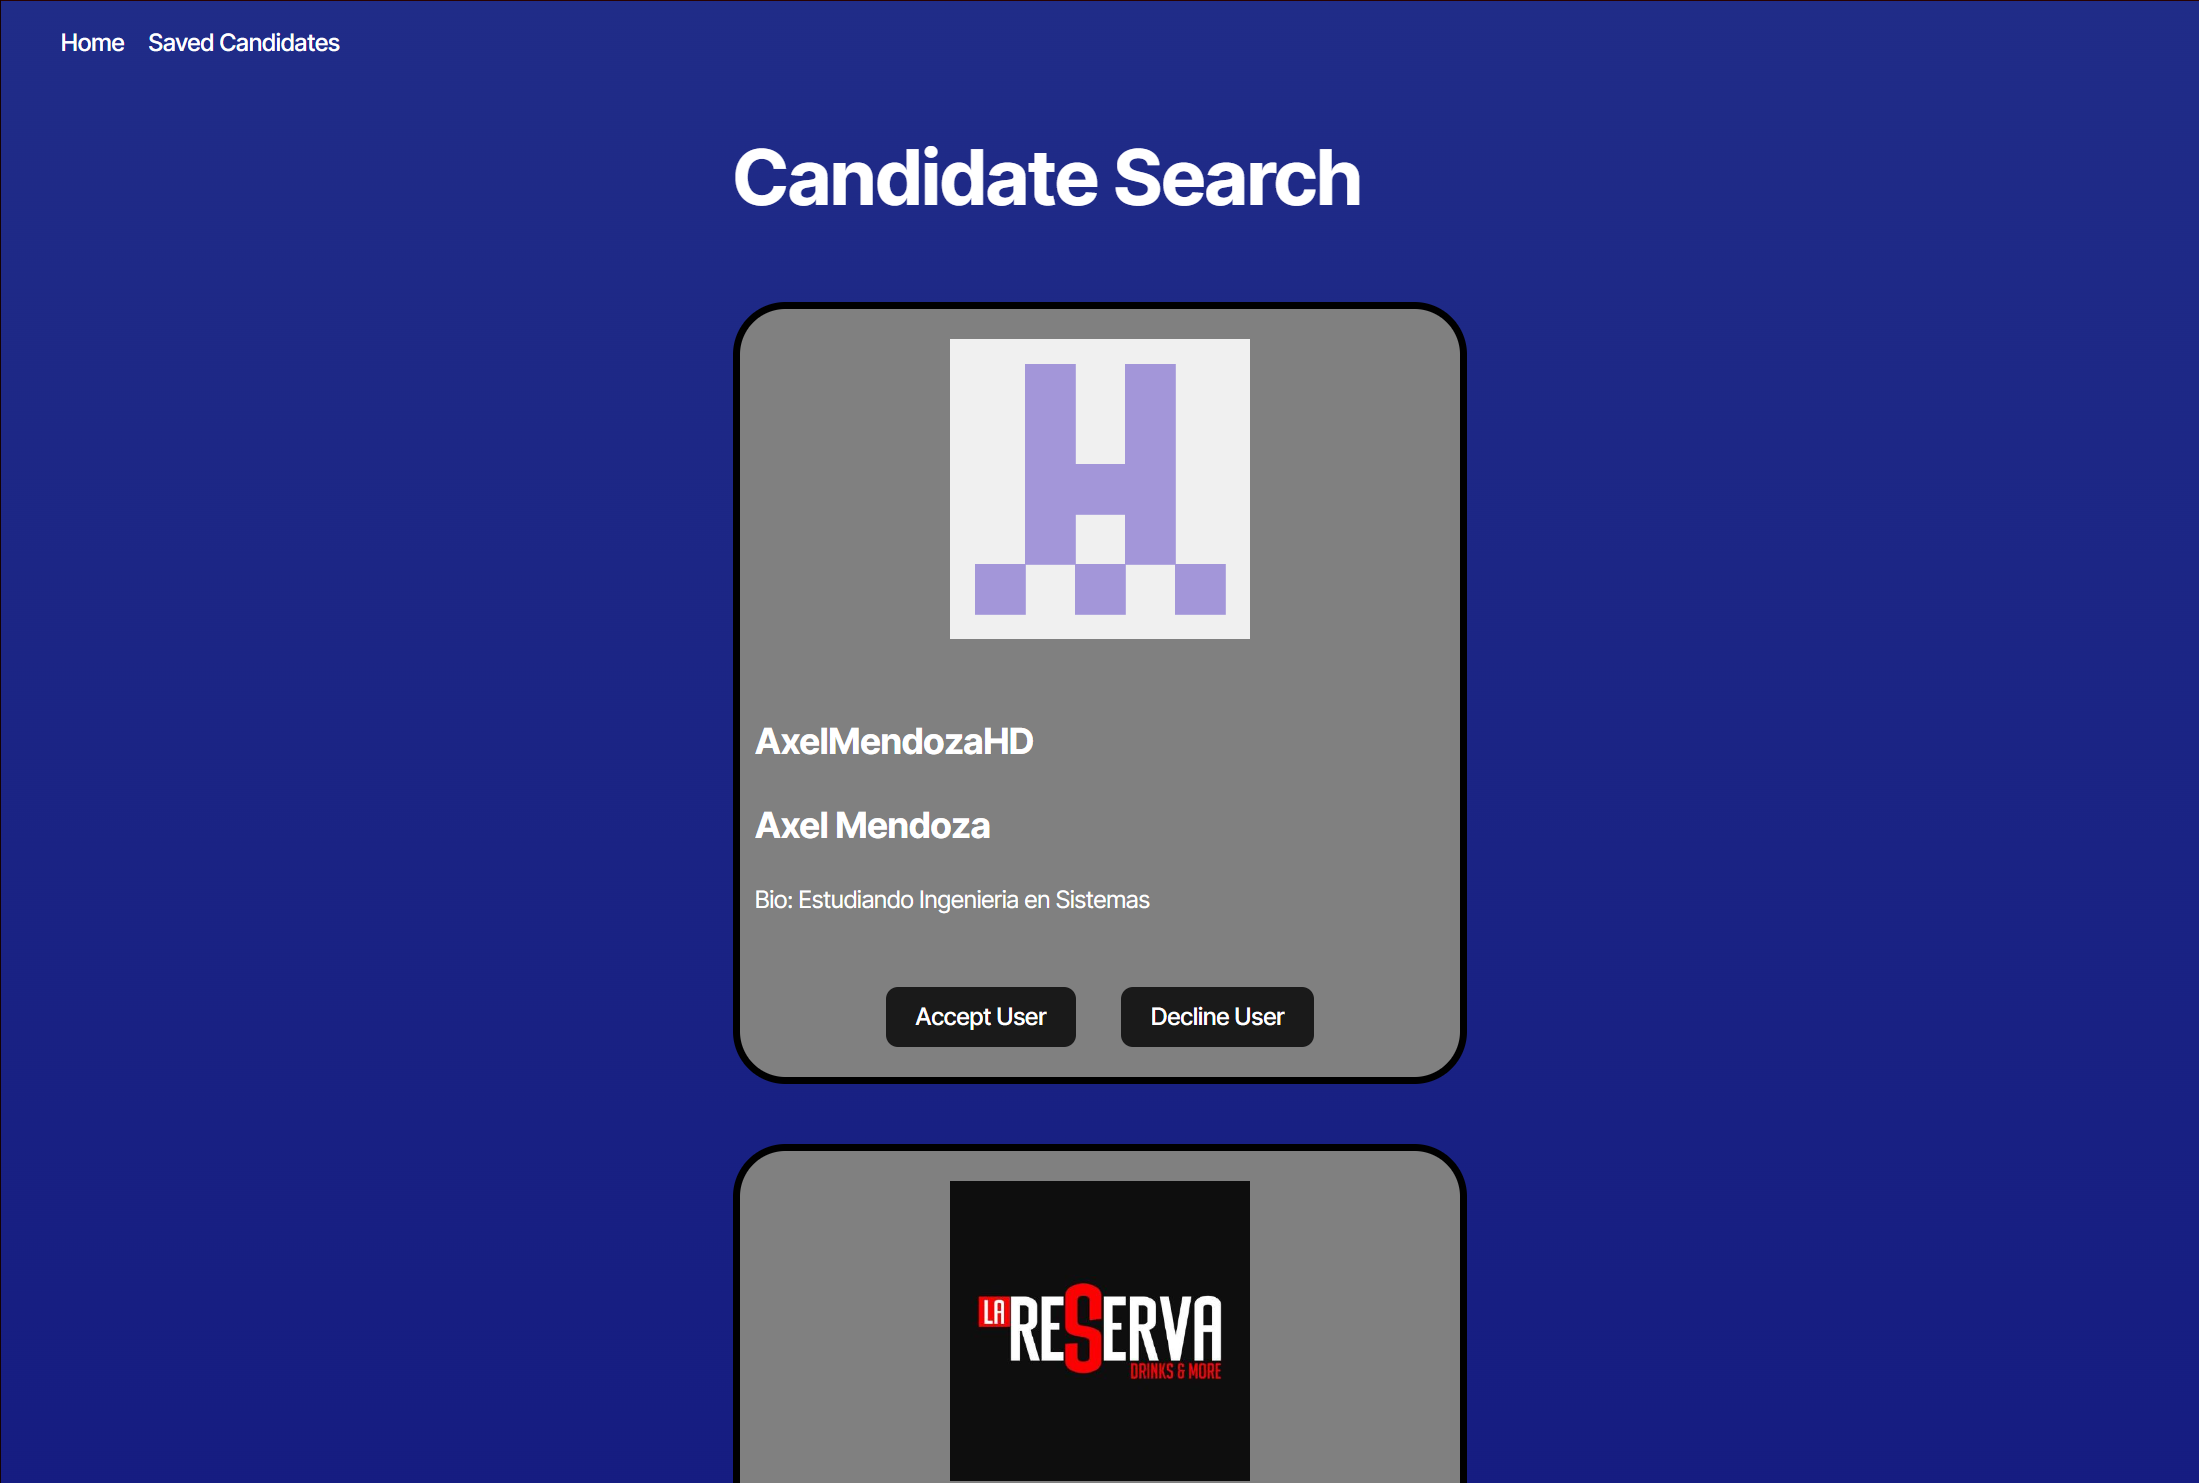 Home Saved Candidates
Candidate Search
AxelMendozaHD
Axel Mendoza
Bio: Estudiando Ingenieria en Sistemas
Accept User Decline User
LA RESERVA
DRINKS & MORE